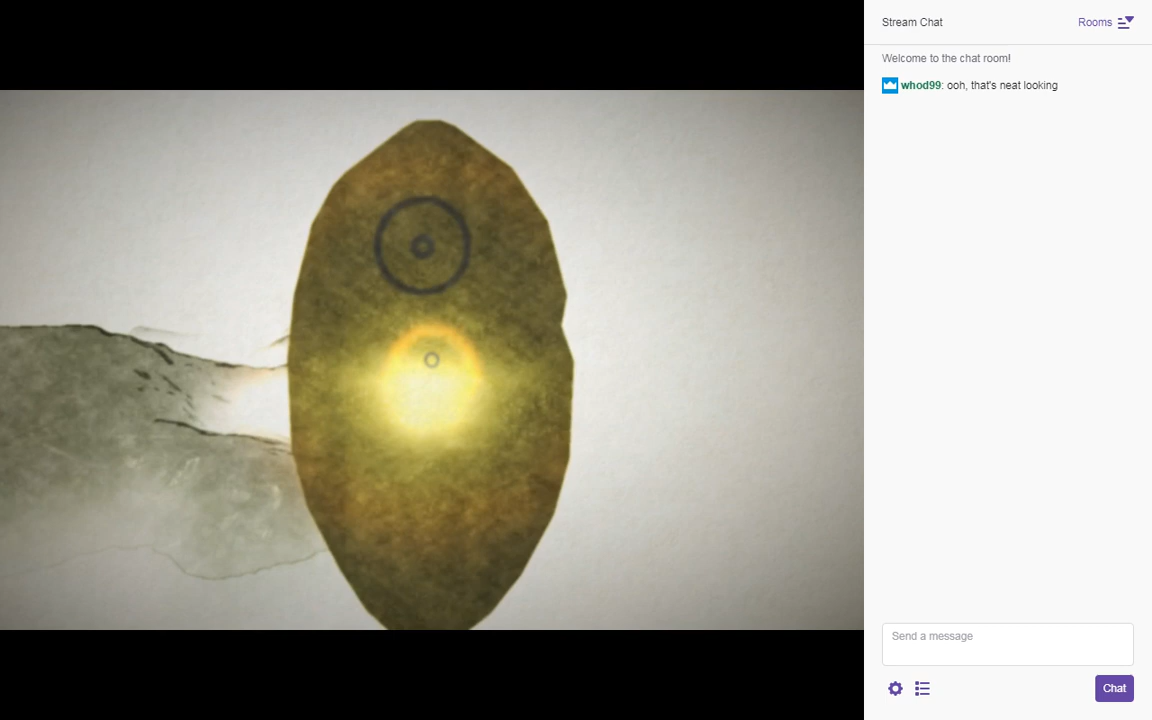 Stream Chat
Rooms
Welcome to the chat room!
whod99: ooh, that's neat looking
Send a message
Chat